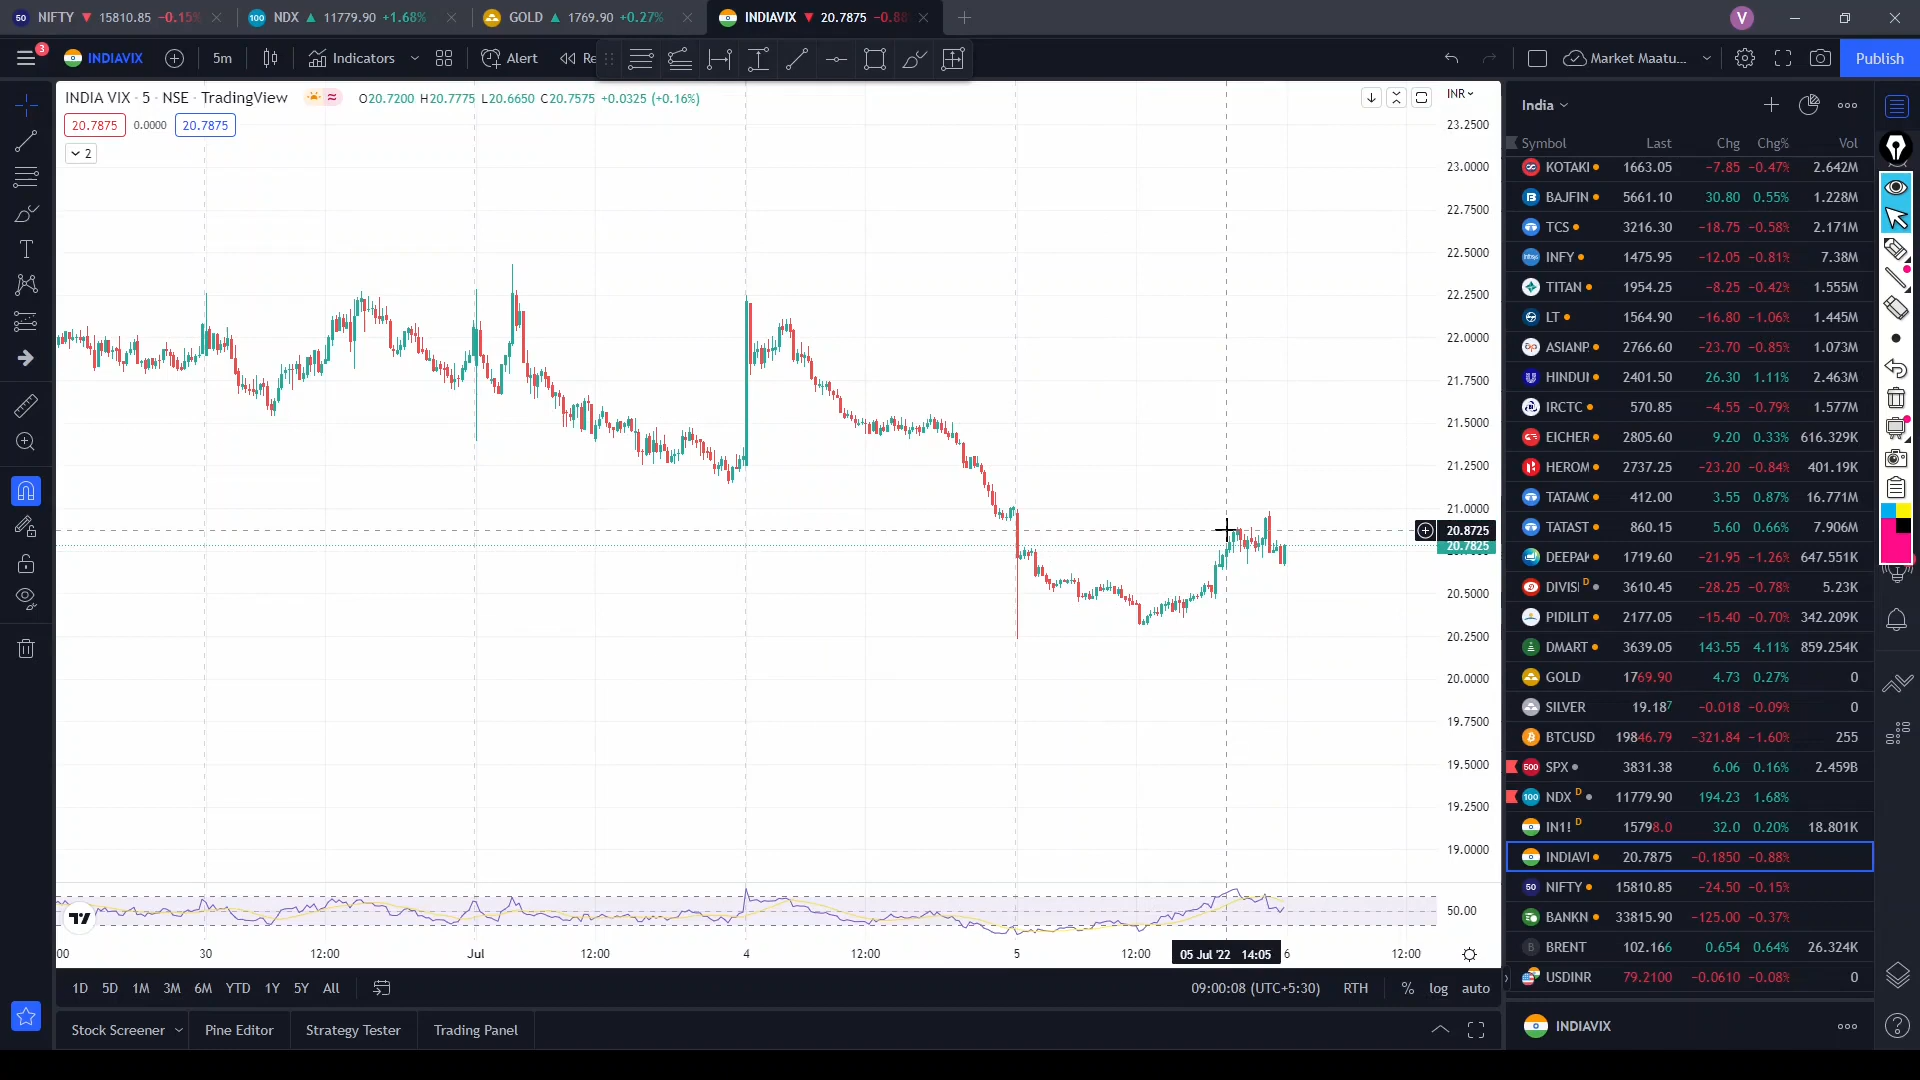 NIFTY ▼ 15810.85 −0.15%
NDX ▲ 11779.90 +1.68%
GOLD ▲ 1769.90 +0.27%
INDIAVIX ▼ 20.7875 −0.88
V
3
INDIAVIX
5m
Indicators
Alert
Re
Market Maatu...
Publish
INDIA VIX · 5 · NSE · TradingView
O20.7200 H20.7775 L20.6650 C20.7575 +0.0325 (+0.16%)
20.7875 0.0000 20.7875
2
INR
23.2500
23.0000
22.7500
22.5000
22.2500
22.0000
21.7500
21.5000
21.2500
21.0000
20.8725
20.7825
20.5000
20.2500
20.0000
19.7500
19.5000
19.2500
19.0000
50.00
00 30 12:00 Jul 12:00 4 12:00 5 12:00 05 Jul '22 14:05 6 12:00
1D 5D 1M 3M 6M YTD 1Y 5Y All
09:00:08 (UTC+5:30) RTH % log auto
Stock Screener Pine Editor Strategy Tester Trading Panel
India
Symbol Last Chg Chg% Vol
KOTAKI 1663.05 −7.85 −0.47% 2.642M
BAJFIN 5661.10 30.80 0.55% 1.228M
TCS 3216.30 −18.75 −0.58% 2.171M
INFY 1475.95 −12.05 −0.81% 7.38M
TITAN 1954.25 −8.25 −0.42% 1.555M
LT 1564.90 −16.80 −1.06% 1.445M
ASIANP 2766.60 −23.70 −0.85% 1.073M
HINDUI 2401.50 26.30 1.11% 2.463M
IRCTC 570.85 −4.55 −0.79% 1.577M
EICHER 2805.60 9.20 0.33% 616.329K
HEROM 2737.25 −23.20 −0.84% 401.19K
TATAMO 412.00 3.55 0.87% 16.771M
TATAST 860.15 5.60 0.66% 7.906M
DEEPAK 1719.60 −21.95 −1.26% 647.551K
DIVISI D 3610.45 −28.25 −0.78% 5.23K
PIDILIT 2177.05 −15.40 −0.70% 342.209K
DMART 3639.05 143.55 4.11% 859.254K
GOLD 1769.90 4.73 0.27% 0
SILVER 19.187 −0.018 −0.09% 0
BTCUSD 19846.79 −321.84 −1.60% 255
SPX 3831.38 6.06 0.16% 2.459B
NDX D 11779.90 194.23 1.68%
IN1! D 15798.0 32.0 0.20% 18.801K
INDIAVI 20.7875 −0.1850 −0.88%
NIFTY 15810.85 −24.50 −0.15%
BANKN 33815.90 −125.00 −0.37%
BRENT 102.166 0.654 0.64% 26.324K
USDINR 79.2100 −0.0610 −0.08% 0
INDIAVIX